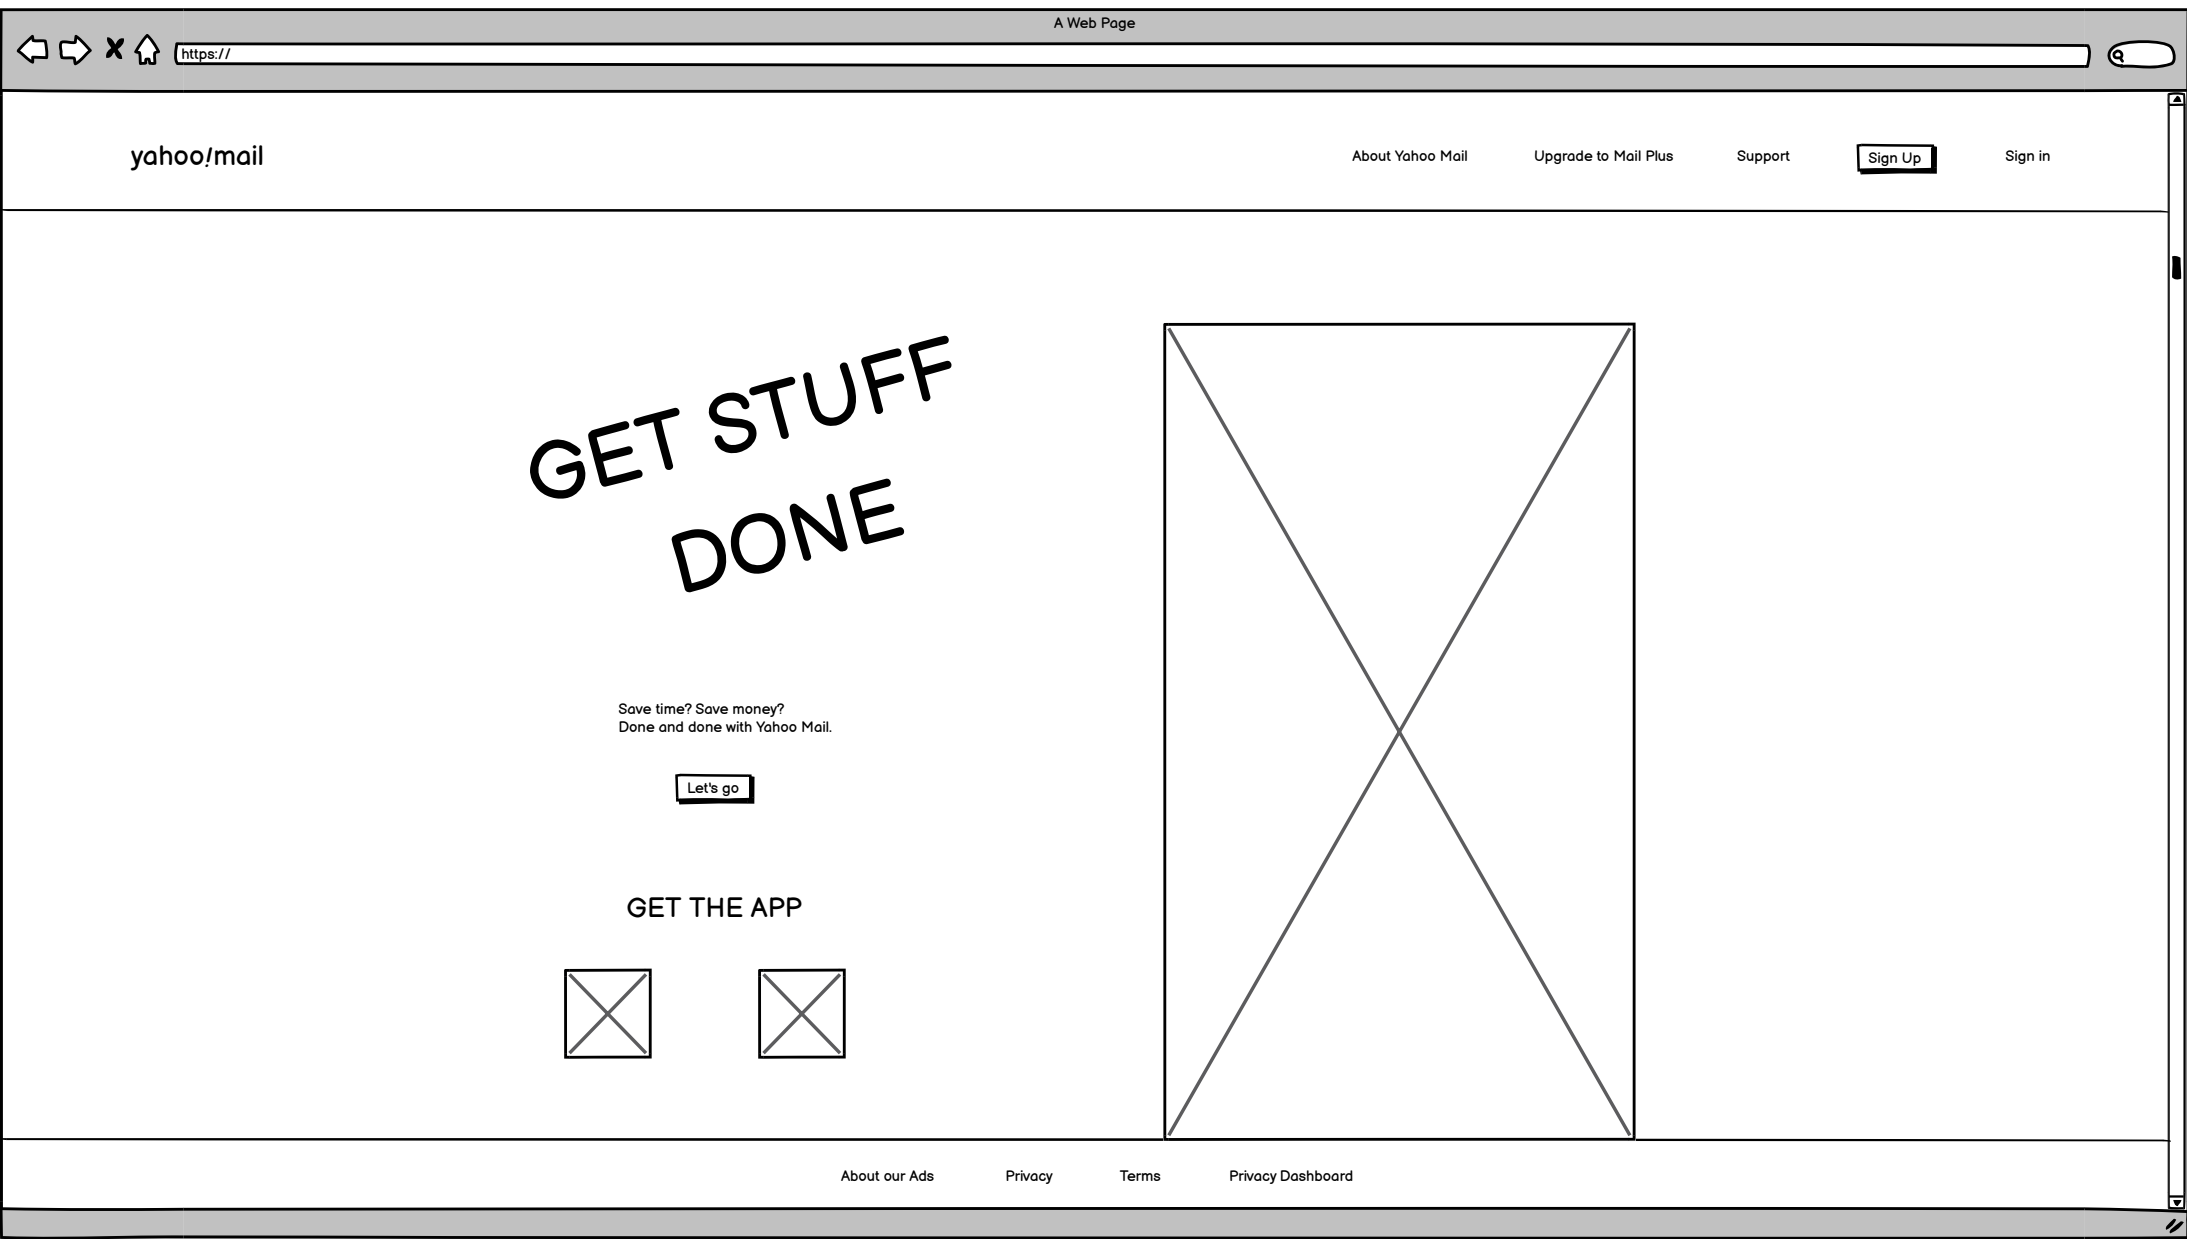 A Web Page
https://
yahoo!mail
About Yahoo Mail
Upgrade to Mail Plus
Support
Sign Up
Sign in
GET STUFF
DONE
Save time? Save money?
Done and done with Yahoo Mail.
Let's go
GET THE APP
About our Ads
Privacy
Terms
Privacy Dashboard